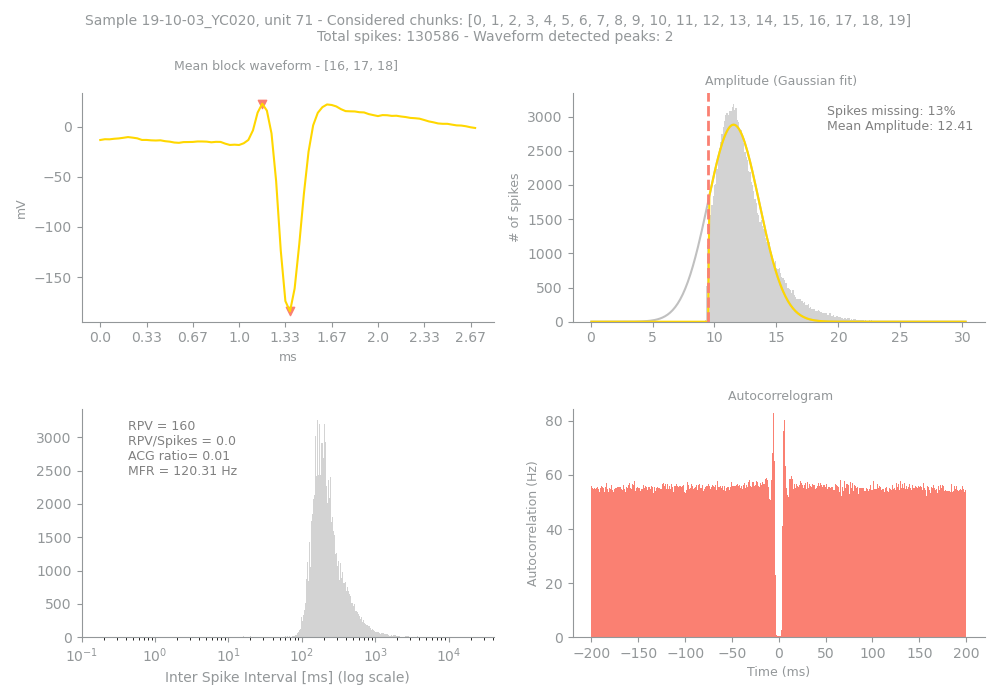 Sample 19-10-03_YC020, unit 71 - Considered chunks: [0, 1, 2, 3, 4, 5, 6, 7, 8, 9, 10, 11, 12, 13, 14, 15, 16, 17, 18, 19]
Total spikes: 130586 - Waveform detected peaks: 2
Mean block waveform - [16, 17, 18]
mV
0
−50
−100
−150
0.0 0.33 0.67 1.0 1.33 1.67 2.0 2.33 2.67
ms
Amplitude (Gaussian fit)
Spikes missing: 13%
Mean Amplitude: 12.41
# of spikes
3000
2500
2000
1500
1000
500
0
0 5 10 15 20 25 30
RPV = 160
RPV/Spikes = 0.0
ACG ratio= 0.01
MFR = 120.31 Hz
3000
2500
2000
1500
1000
500
0
10⁻¹ 10⁰ 10¹ 10² 10³ 10⁴
Inter Spike Interval [ms] (log scale)
Autocorrelogram
Autocorrelation (Hz)
80
60
40
20
0
−200 −150 −100 −50 0 50 100 150 200
Time (ms)